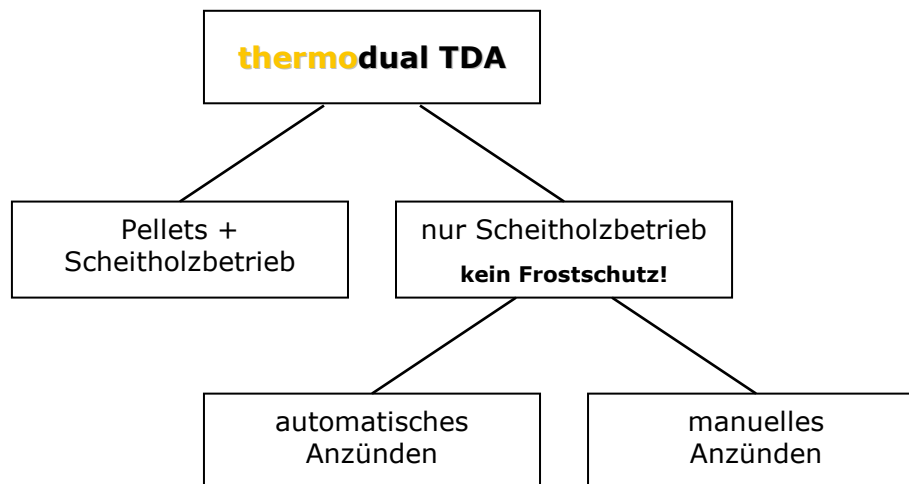 thermodual TDA
Pellets +
Scheitholzbetrieb
nur Scheitholzbetrieb
kein Frostschutz!
automatisches
Anzünden
manuelles
Anzünden